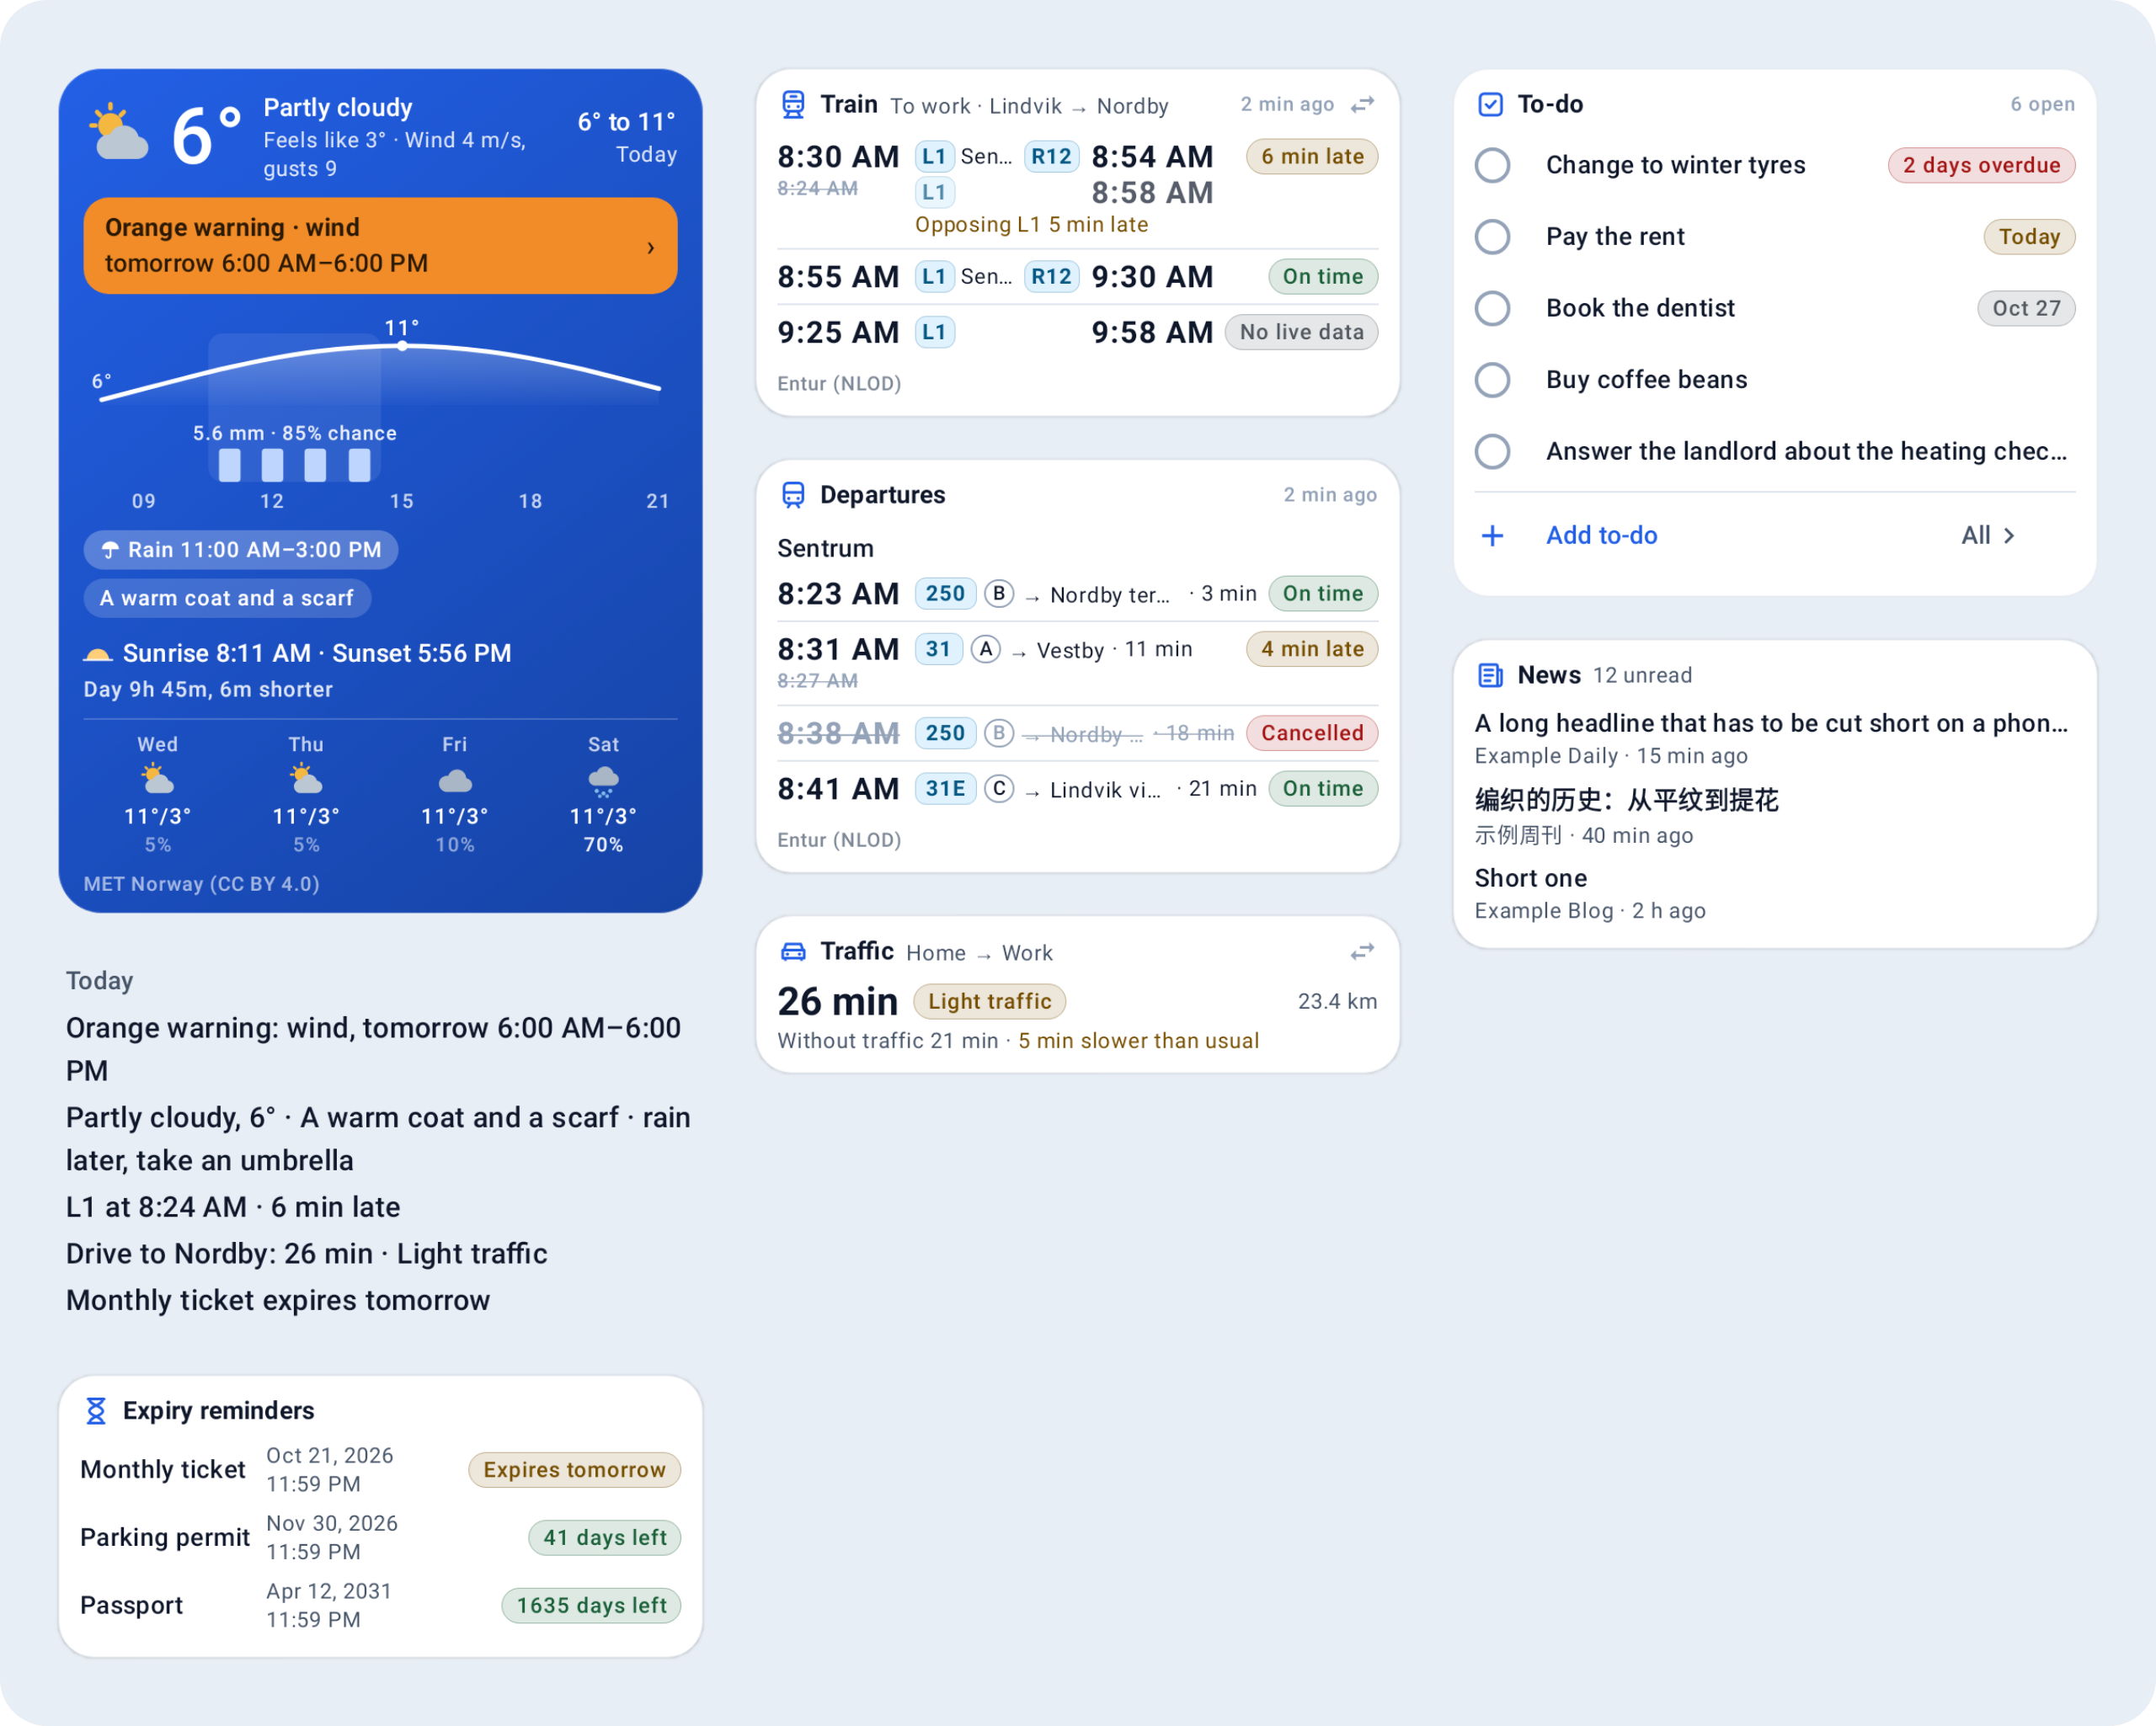 6°
Partly cloudy
Feels like 3° · Wind 4 m/s,
gusts 9
6° to 11°
Today
Orange warning · wind
tomorrow 6:00 AM–6:00 PM
›
11°
6°
5.6 mm · 85% chance
09 12 15 18 21
Rain 11:00 AM–3:00 PM
A warm coat and a scarf
Sunrise 8:11 AM · Sunset 5:56 PM
Day 9h 45m, 6m shorter
Wed Thu Fri Sat
11°/3° 11°/3° 11°/3° 11°/3°
5% 5% 10% 70%
MET Norway (CC BY 4.0)
Today
Orange warning: wind, tomorrow 6:00 AM–6:00
PM
Partly cloudy, 6° · A warm coat and a scarf · rain
later, take an umbrella
L1 at 8:24 AM · 6 min late
Drive to Nordby: 26 min · Light traffic
Monthly ticket expires tomorrow
Expiry reminders
Monthly ticket Oct 21, 2026 Expires tomorrow
11:59 PM
Parking permit Nov 30, 2026 41 days left
11:59 PM
Passport Apr 12, 2031 1635 days left
11:59 PM
Train To work · Lindvik → Nordby 2 min ago
8:30 AM L1 Sen… R12 8:54 AM 6 min late
8:24 AM L1 8:58 AM
Opposing L1 5 min late
8:55 AM L1 Sen… R12 9:30 AM On time
9:25 AM L1 9:58 AM No live data
Entur (NLOD)
Departures 2 min ago
Sentrum
8:23 AM 250 B → Nordby ter… · 3 min On time
8:31 AM 31 A → Vestby · 11 min 4 min late
8:27 AM
8:38 AM 250 B → Nordby … · 18 min Cancelled
8:41 AM 31E C → Lindvik vi… · 21 min On time
Entur (NLOD)
Traffic Home → Work
26 min Light traffic 23.4 km
Without traffic 21 min · 5 min slower than usual
To-do 6 open
Change to winter tyres 2 days overdue
Pay the rent Today
Book the dentist Oct 27
Buy coffee beans
Answer the landlord about the heating chec…
+ Add to-do All >
News 12 unread
A long headline that has to be cut short on a phon…
Example Daily · 15 min ago
编织的历史：从平纹到提花
示例周刊 · 40 min ago
Short one
Example Blog · 2 h ago